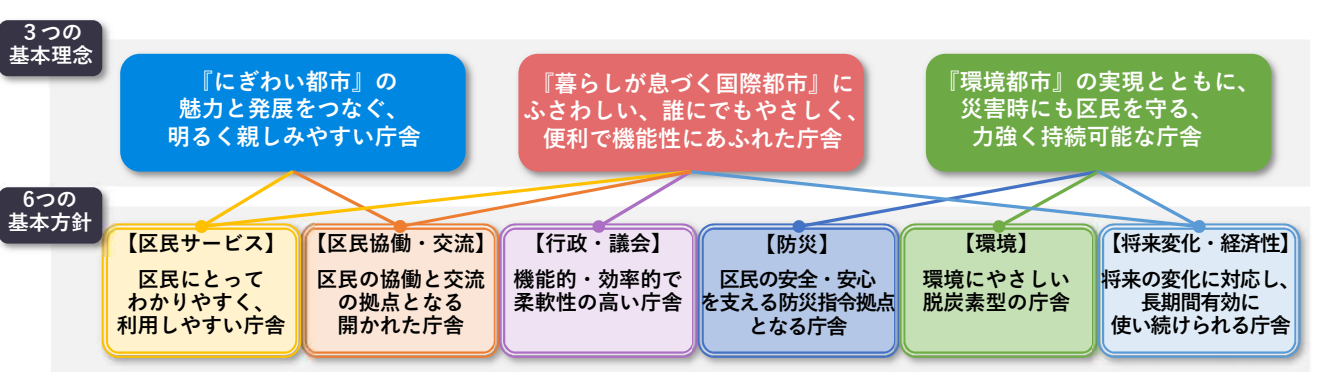 ３つの
基本理念
『にぎわい都市』の
魅力と発展をつなぐ、
明るく親しみやすい庁舎
『暮らしが息づく国際都市』に
ふさわしい、誰にでもやさしく、
便利で機能性にあふれた庁舎
『環境都市』の実現とともに、
災害時にも区民を守る、
力強く持続可能な庁舎
6つの
基本方針
【区民サービス】
区民にとって
わかりやすく、
利用しやすい庁舎
【区民協働・交流】
区民の協働と交流
の拠点となる
開かれた庁舎
【行政・議会】
機能的・効率的で
柔軟性の高い庁舎
【防災】
区民の安全・安心
を支える防災指令拠点
となる庁舎
【環境】
環境にやさしい
脱炭素型の庁舎
【将来変化・経済性】
将来の変化に対応し、
長期間有効に
使い続けられる庁舎